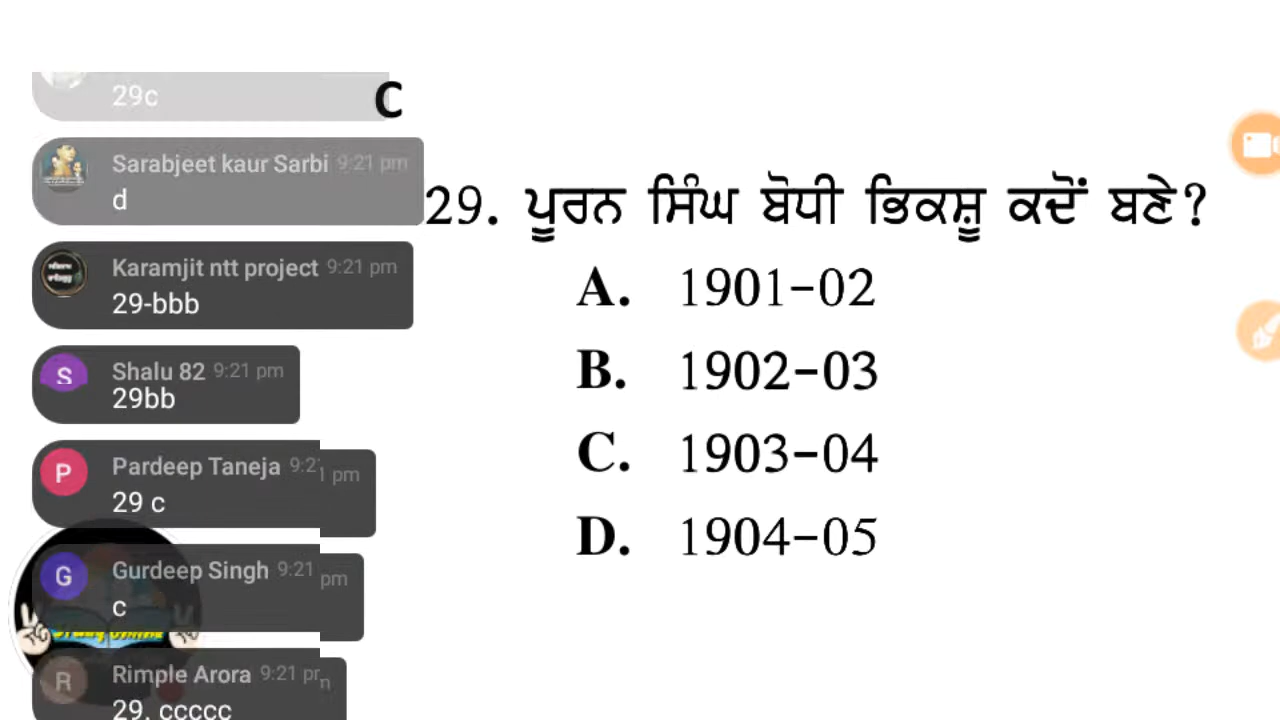 29c
C
Sarabjeet kaur Sarbi 9:21 pm
d
Karamjit ntt project 9:21 pm
29-bbb
S
Shalu 82 9:21 pm
29bb
P
Pardeep Taneja 9:21 pm
29 c
G
Gurdeep Singh 9:21 pm
c
R
Rimple Arora 9:21 pm
29. ccccc
29. ਪੂਰਨ ਸਿੰਘ ਬੋਧੀ ਭਿਕਸ਼ੂ ਕਦੋਂ ਬਣੇ?
A. 1901-02
B. 1902-03
C. 1903-04
D. 1904-05